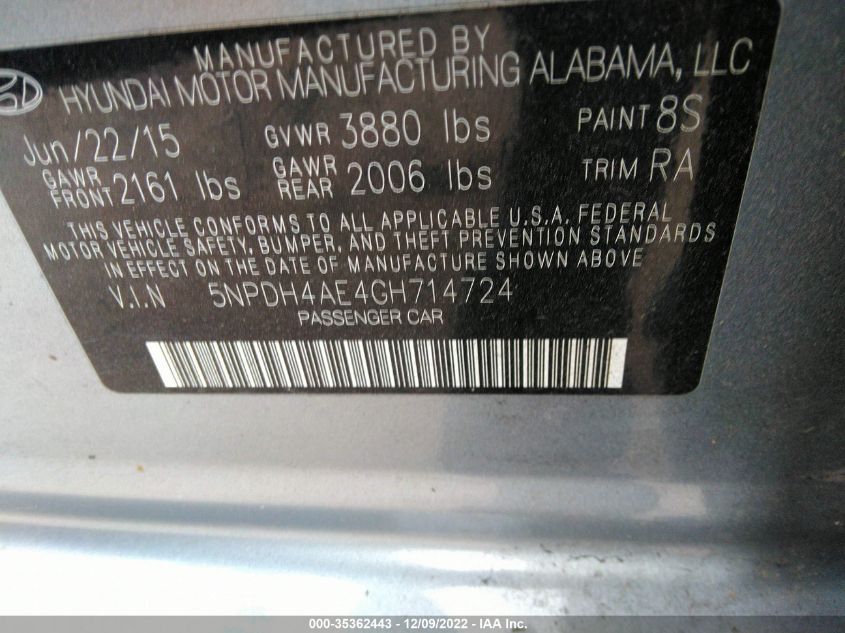 MANUFACTURED BY
HYUNDAI MOTOR MANUFACTURING ALABAMA, LLC
Jun/22/15 GVWR 3880 lbs PAINT 8S
GAWR FRONT 2161 lbs GAWR REAR 2006 lbs TRIM RA
THIS VEHICLE CONFORMS TO ALL APPLICABLE U.S.A. FEDERAL
MOTOR VEHICLE SAFETY, BUMPER, AND THEFT PREVENTION STANDARDS
IN EFFECT ON THE DATE OF MANUFACTURE SHOWN ABOVE
V.I.N 5NPDH4AE4GH714724
PASSENGER CAR
000-35362443 - 12/09/2022 - IAA Inc.